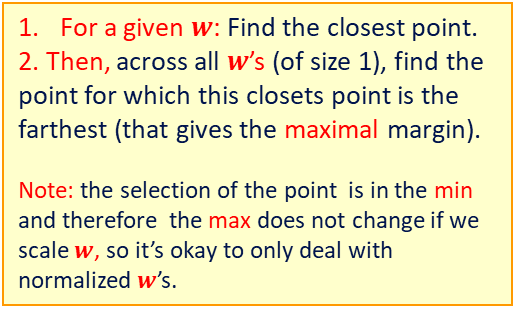 1. For a given w: Find the closest point.
2. Then, across all w's (of size 1), find the
point for which this closets point is the
farthest (that gives the maximal margin).
Note: the selection of the point is in the min
and therefore the max does not change if we
scale w, so it's okay to only deal with
normalized w's.